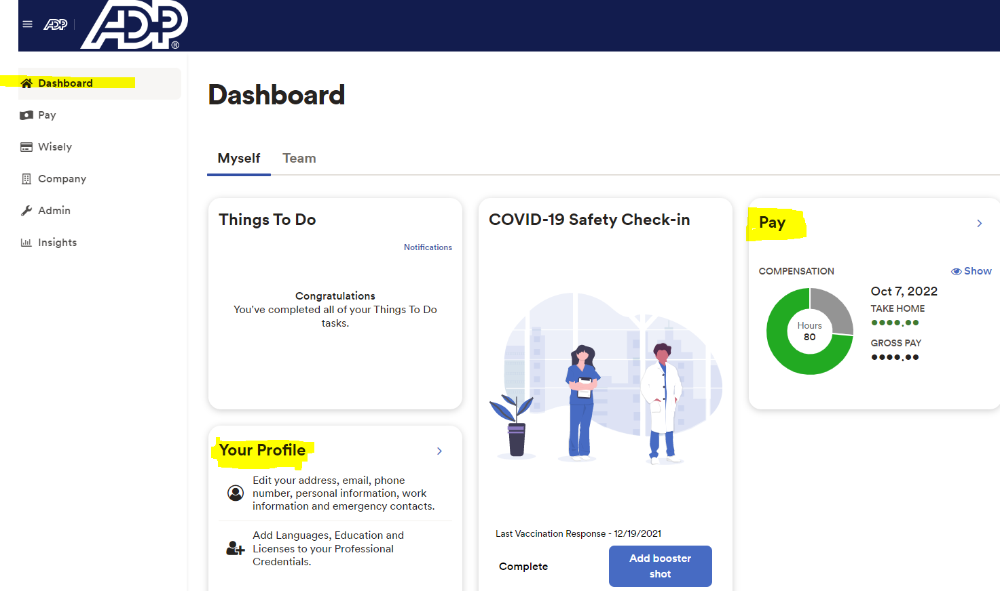 ADP
ADP®
Dashboard
Pay
Wisely
Company
Admin
Insights
Dashboard
Myself
Team
Things To Do
Notifications
Congratulations
You've completed all of your Things To Do
tasks.
Your Profile
Edit your address, email, phone
number, personal information, work
information and emergency contacts.
Add Languages, Education and
Licenses to your Professional
Credentials.
COVID-19 Safety Check-in
Last Vaccination Response - 12/19/2021
Complete
Add booster
shot
Pay
COMPENSATION
Show
Hours
80
Oct 7, 2022
TAKE HOME
●●●●.●●
GROSS PAY
●●●●.●●